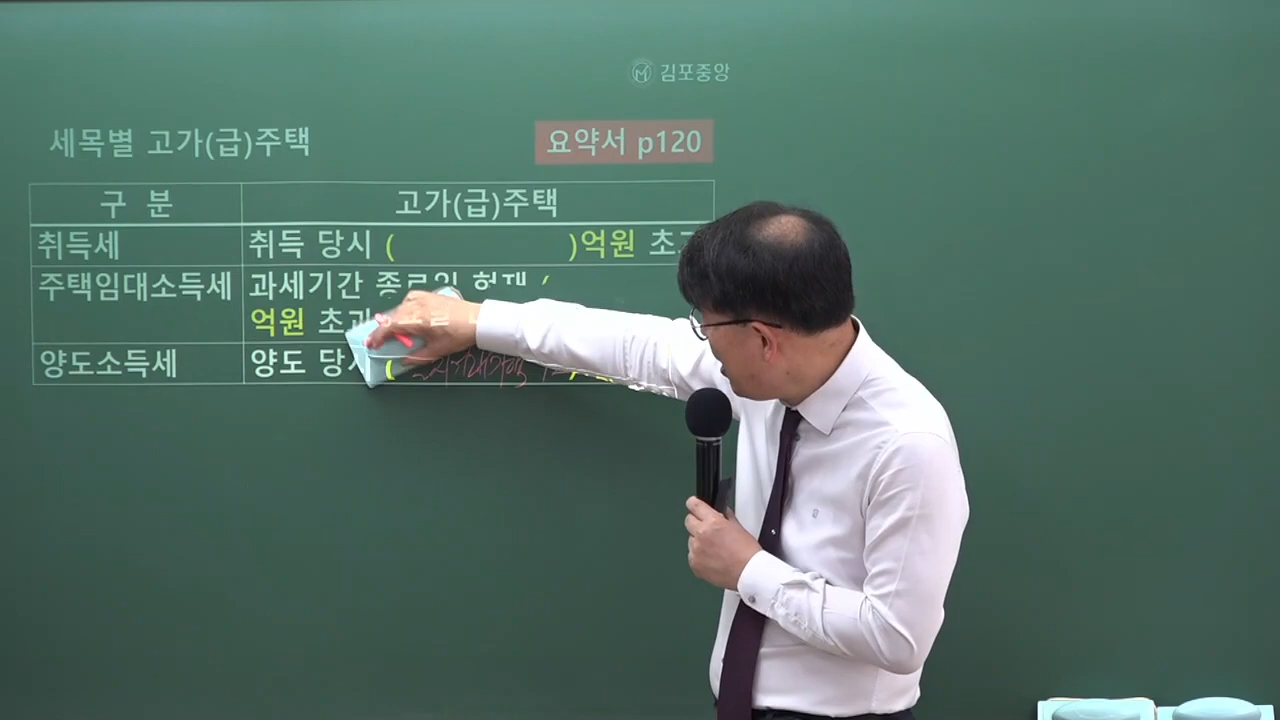 김포중앙
세목별 고가(급)주택
요약서 p120
구 분 고가(급)주택
취득세 취득 당시 ( )억원 초
주택임대소득세 과세기간 종료일 현재 (
억원 초과
양도소득세 양도 당시 ( )